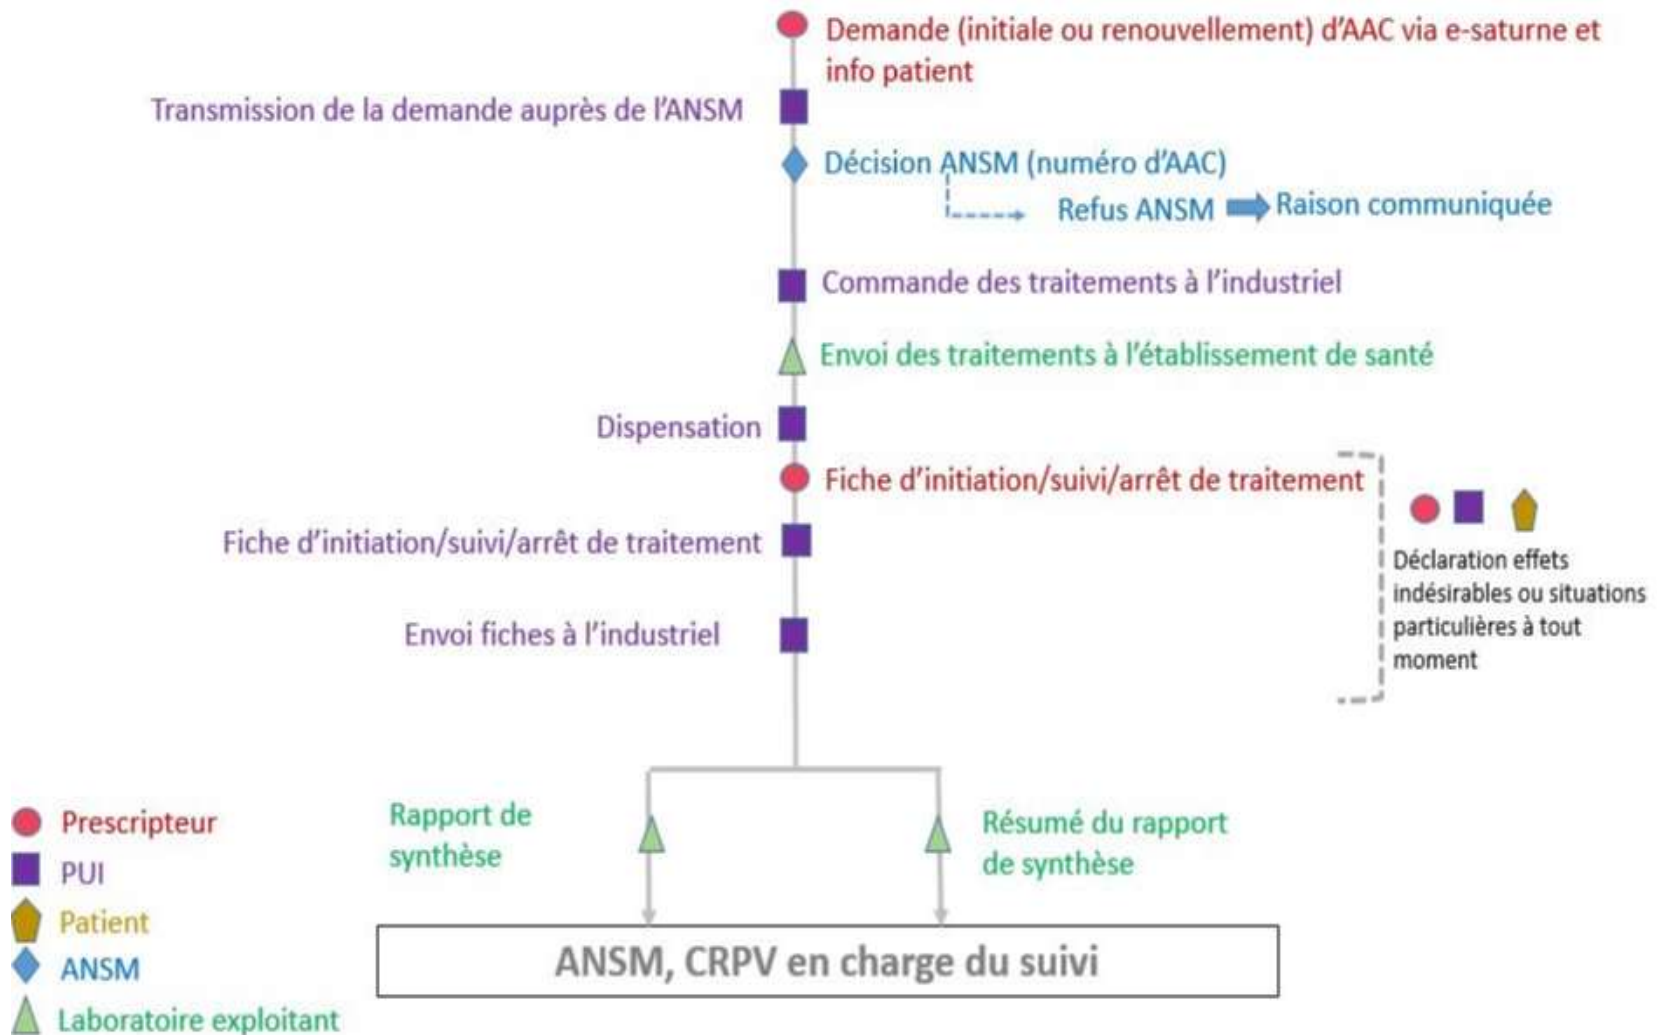 Demande (initiale ou renouvellement) d'AAC via e-saturne et
info patient
Transmission de la demande auprès de l'ANSM
Décision ANSM (numéro d'AAC)
Refus ANSM
Raison communiquée
Commande des traitements à l'industriel
Envoi des traitements à l'établissement de santé
Dispensation
Fiche d'initiation/suivi/arrêt de traitement
Fiche d'initiation/suivi/arrêt de traitement
Déclaration effets
indésirables ou situations
particulières à tout
moment
Envoi fiches à l'industriel
Rapport de
synthèse
Résumé du rapport
de synthèse
ANSM, CRPV en charge du suivi
Prescripteur
PUI
Patient
ANSM
Laboratoire exploitant